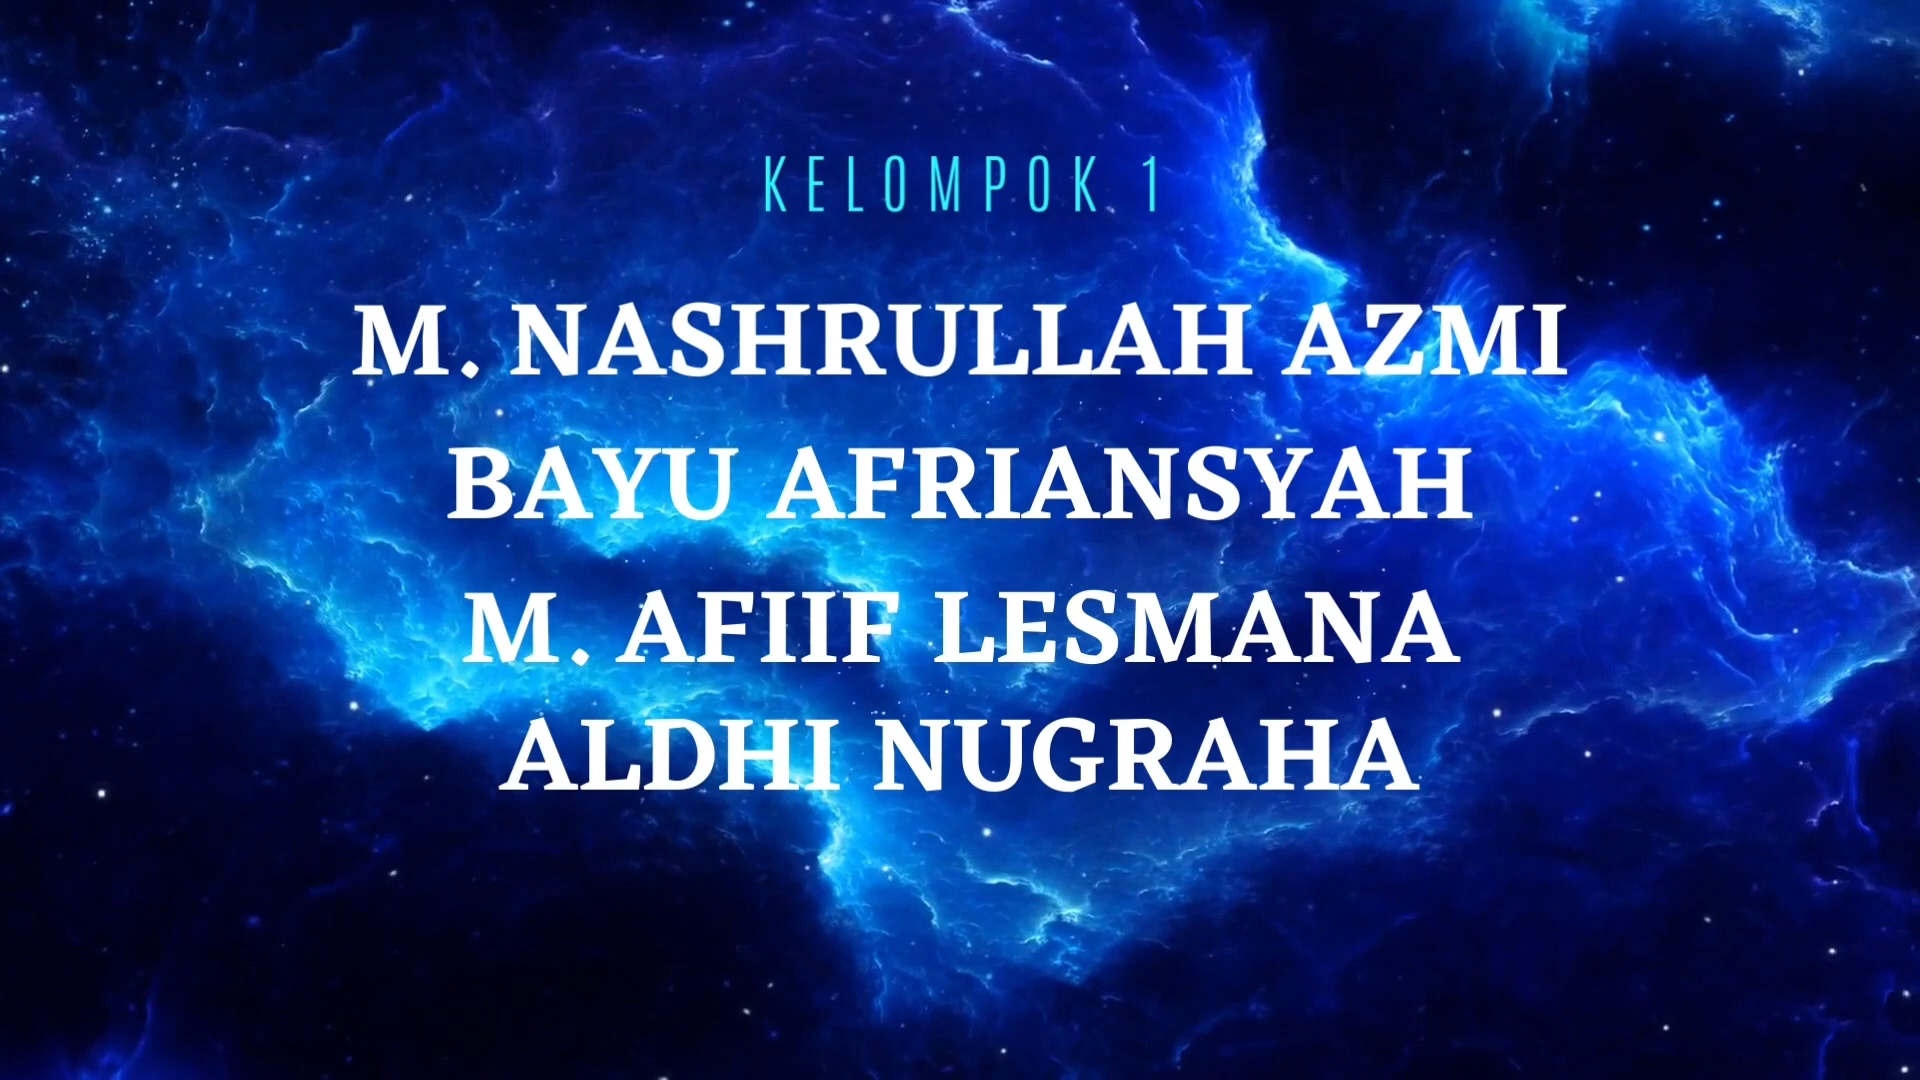 KELOMPOK 1
M. NASHRULLAH AZMI
BAYU AFRIANSYAH
M. AFIIF LESMANA
ALDHI NUGRAHA